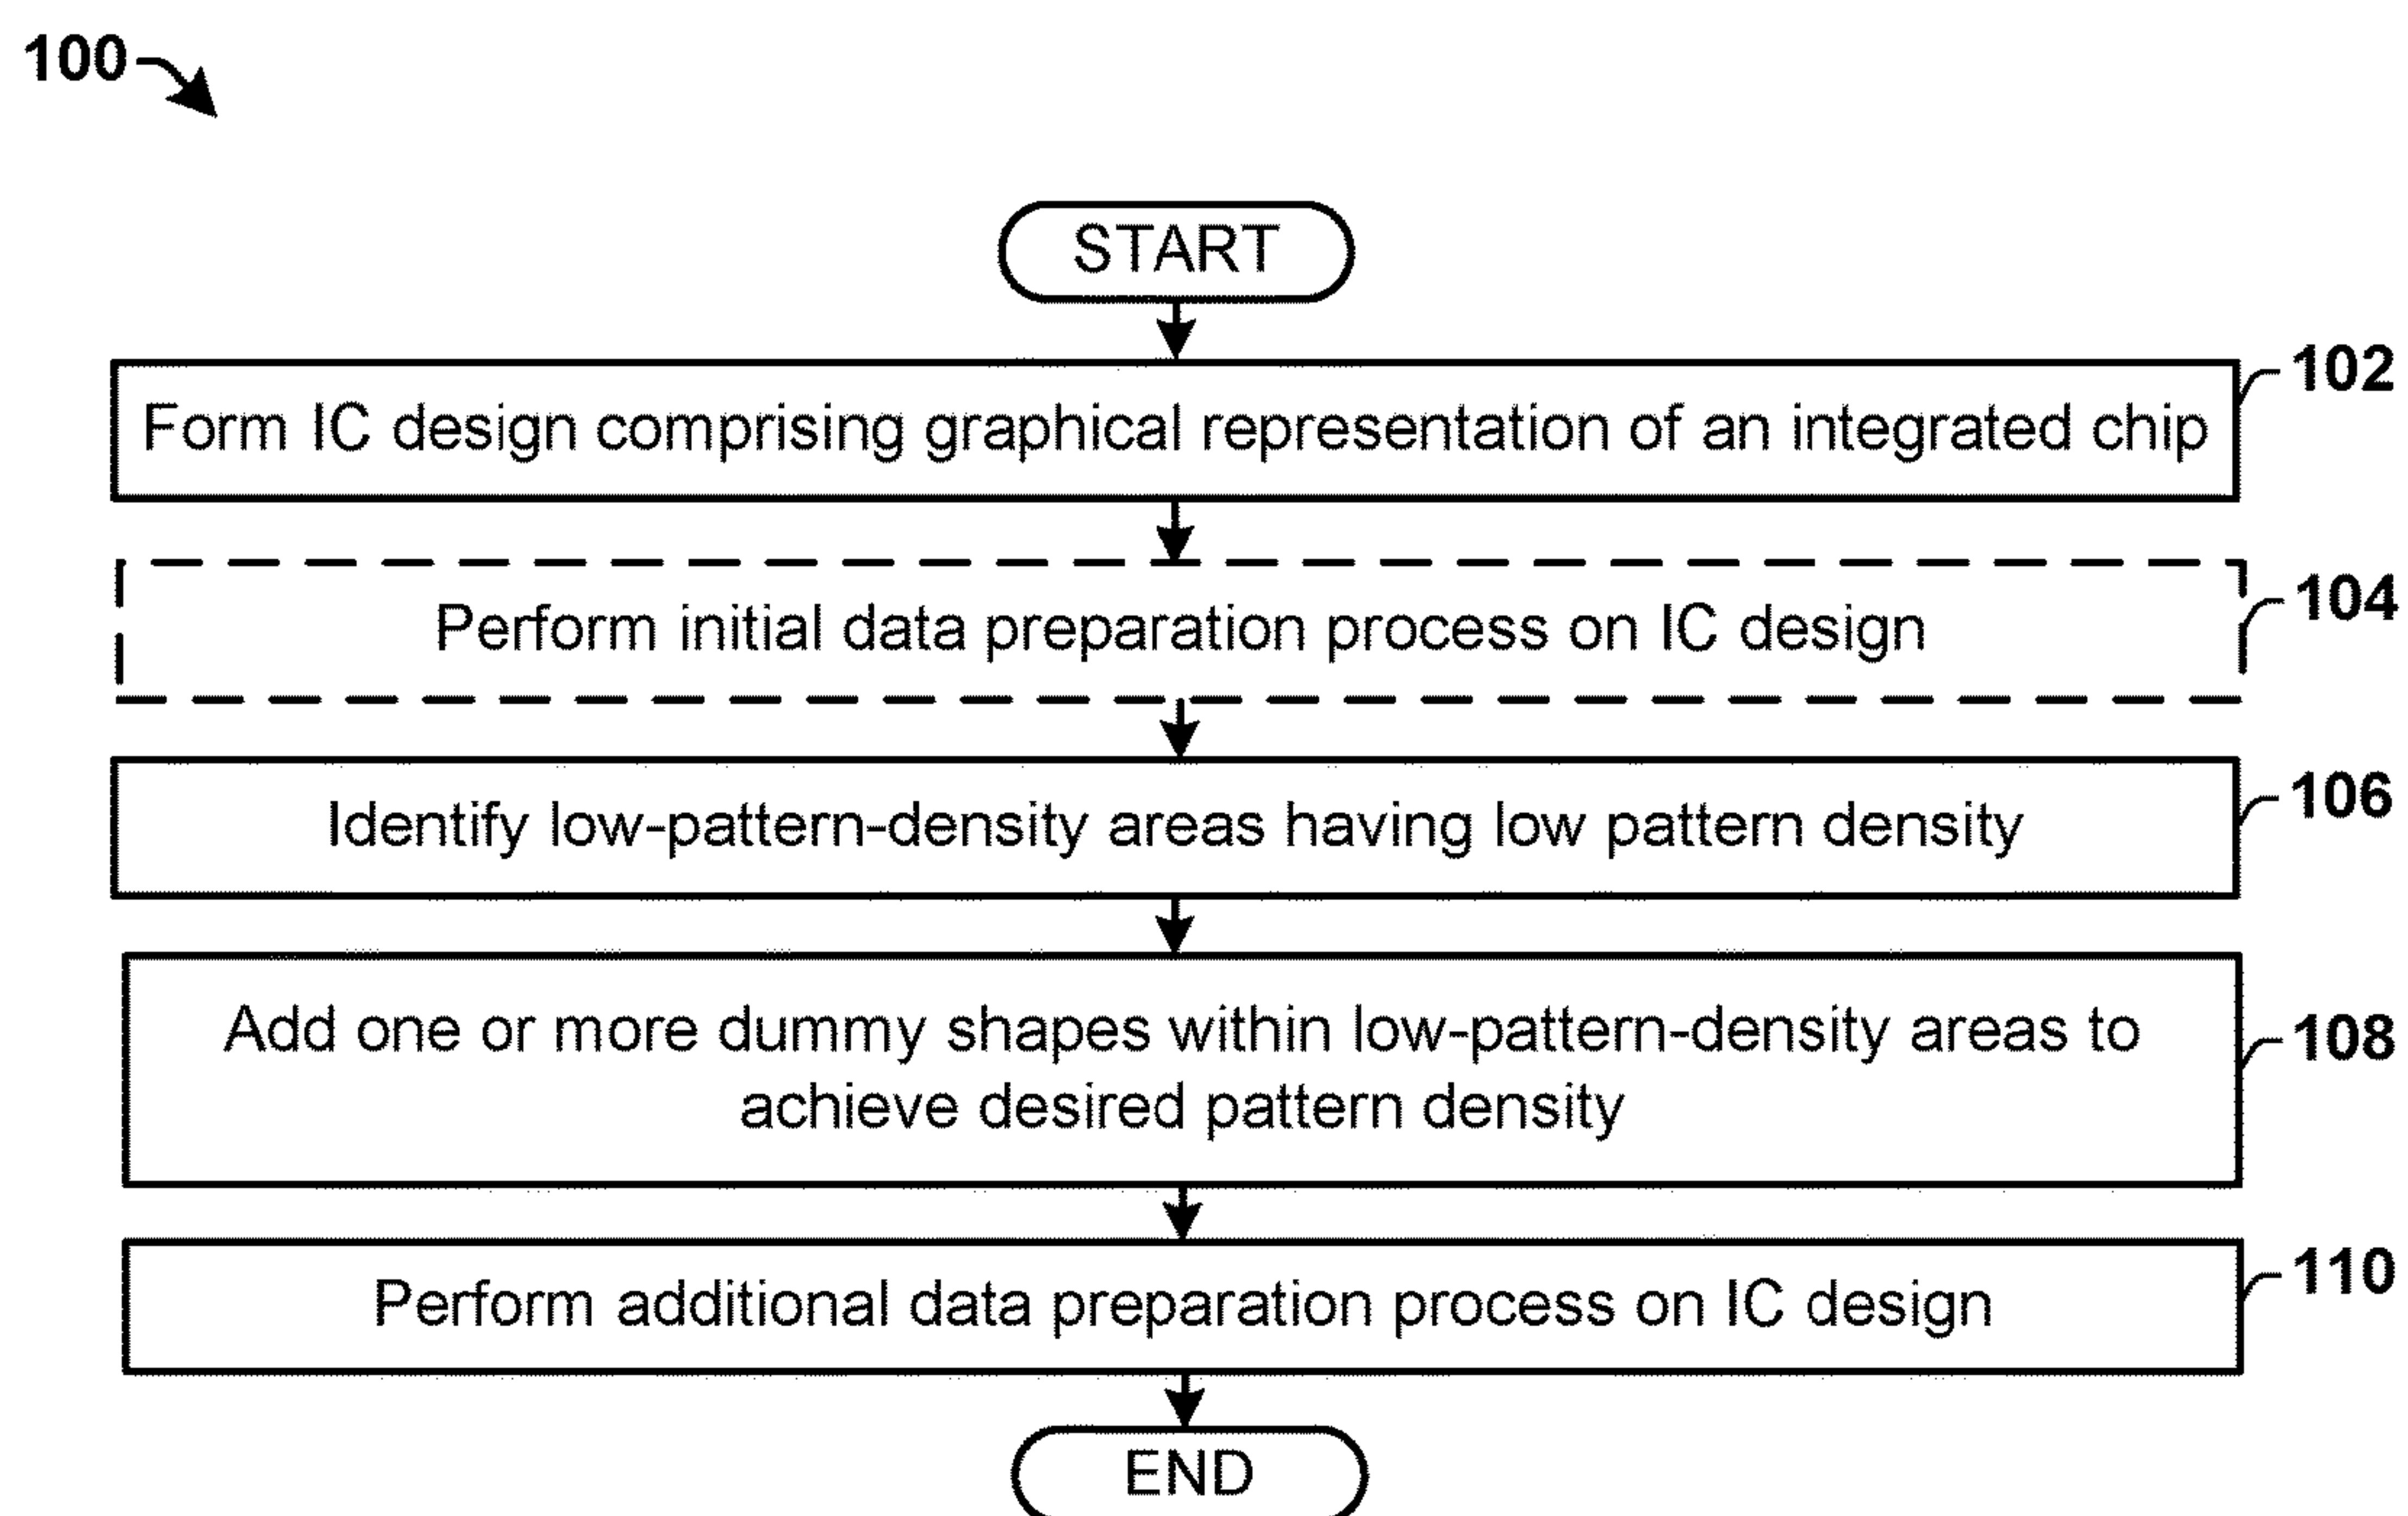 100
START
102
Form IC design comprising graphical representation of an integrated chip
104
Perform initial data preparation process on IC design
106
Identify low-pattern-density areas having low pattern density
Add one or more dummy shapes within low-pattern-density areas to
108
achieve desired pattern density
110
Perform additional data preparation process on IC design
END